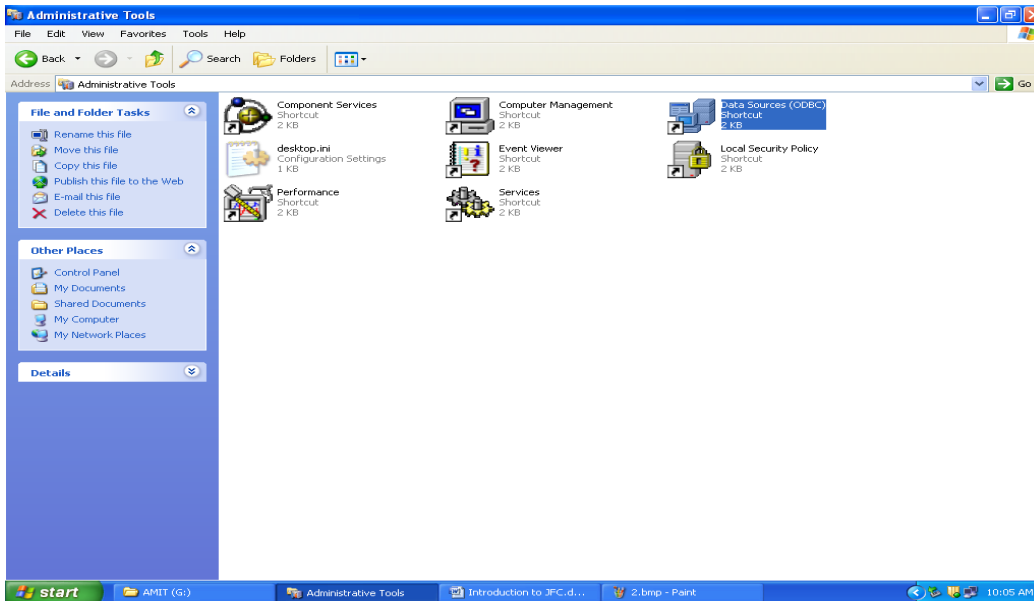 Administrative Tools
File Edit View Favorites Tools Help
Back Search Folders
Address Administrative Tools Go
File and Folder Tasks
Rename this file
Move this file
Copy this file
Publish this file to the Web
E-mail this file
Delete this file
Other Places
Control Panel
My Documents
Shared Documents
My Computer
My Network Places
Details
Component Services
Shortcut
2 KB
Computer Management
Shortcut
2 KB
Data Sources (ODBC)
Shortcut
2 KB
desktop.ini
Configuration Settings
1 KB
Event Viewer
Shortcut
2 KB
Local Security Policy
Shortcut
2 KB
Performance
Shortcut
2 KB
Services
Shortcut
2 KB
start AMIT (G:) Administrative Tools Introduction to JFC.d... 2.bmp - Paint 10:05 AM